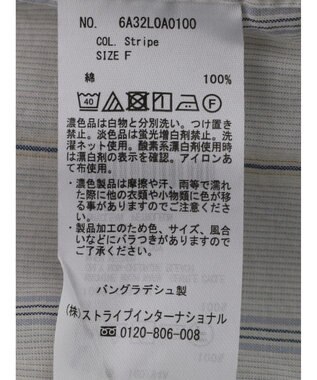 NO. 6A32L0A0100
COL. Stripe
SIZE F
綿 100%
40
F
濃色品は白物と分別洗い。つけ置き
禁止。淡色品は蛍光増白剤禁止。洗
濯ネット使用。酸素系漂白剤使用時
は漂白剤の表示を確認。アイロンあ
て布使用。
・濃色製品は摩擦や汗、雨等で濡れ
た際に他の衣類や小物類に色が移
る事がありますのでご注意くださ
い。
・製品加工のため色、サイズ、風合
いなどにバラつきがありますので
ご了承ください。
バングラデシュ製
(株)ストライプインターナショナル
0120-806-008